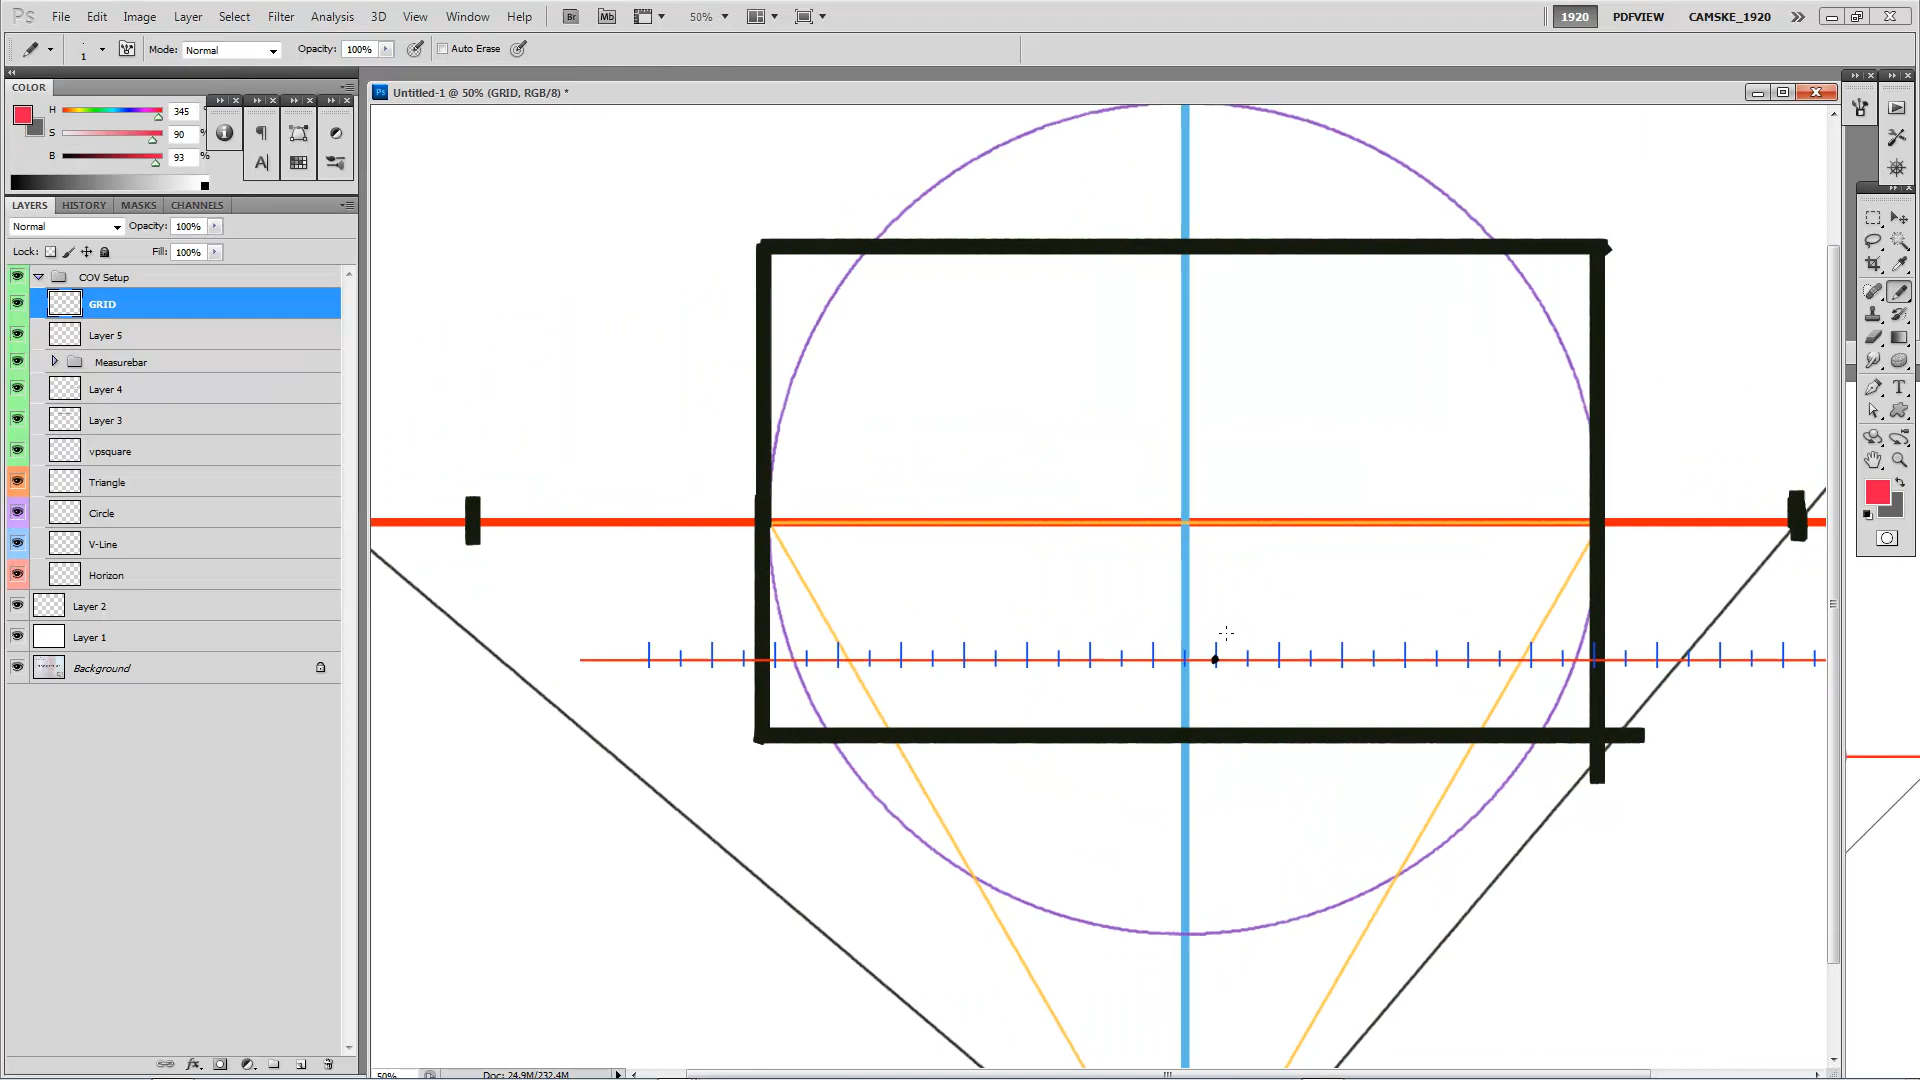 Ps File Edit Image Layer Select Filter Analysis 3D View Window Help Br Mb 50% 1920 PDFVIEW CAMSKE_1920
1 Mode: Normal Opacity: 100% Auto Erase
COLOR
H 345 °
S 90 %
B 93 %
A
LAYERS HISTORY MASKS CHANNELS
Normal Opacity: 100%
Lock: Fill: 100%
COV Setup
GRID
Layer 5
Measurebar
Layer 4
Layer 3
vpsquare
Triangle
Circle
V-Line
Horizon
Layer 2
Layer 1
Background
fx
Ps Untitled-1 @ 50% (GRID, RGB/8) *
50% Doc: 24.9M/232.4M
T